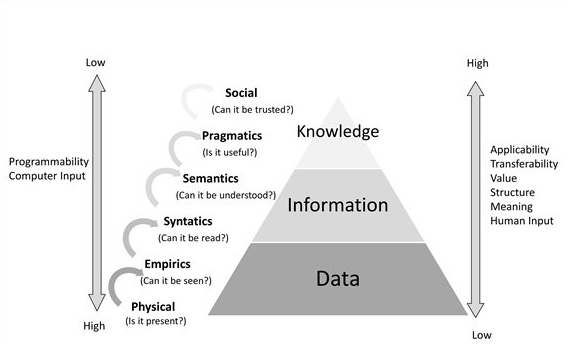 Low
High
Social
(Can it be trusted?)
Pragmatics
(Is it useful?)
Knowledge
Programmability
Computer Input
Applicability
Transferability
Value
Structure
Meaning
Human Input
Semantics
(Can it be understood?)
Information
Syntatics
(Can it be read?)
Empirics
(Can it be seen?)
Data
Physical
(Is it present?)
High
Low